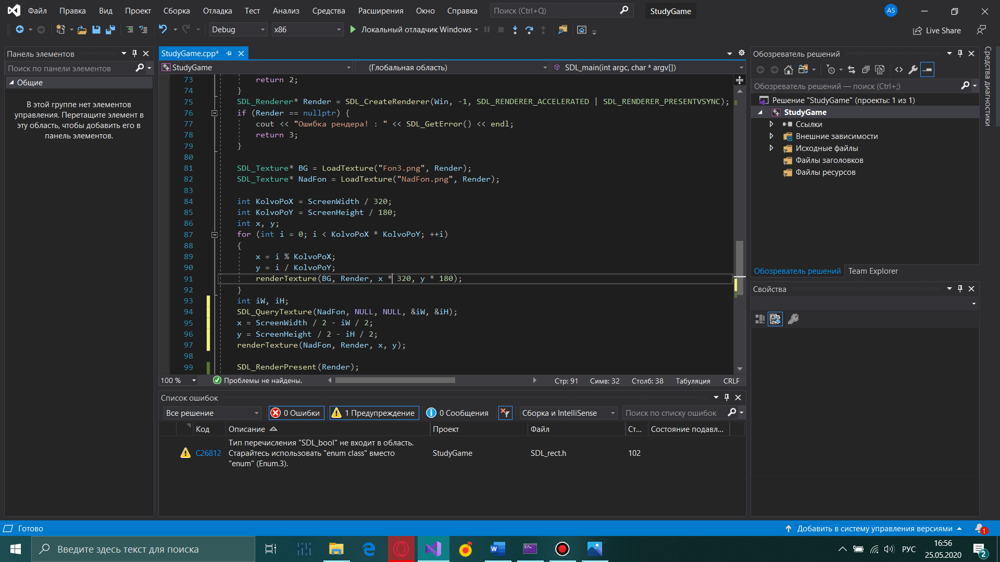 Файл Правка Вид Проект Сборка Отладка Тест Анализ Средства Расширения Окно Справка Поиск (Ctrl+Q) StudyGame AS
Debug x86 Локальный отладчик Windows Live Share
Панель элементов
Поиск по панели элементов
Общие
В этой группе нет элементов
управления. Перетащите элемент в
эту область, чтобы добавить его в
панель элементов.
StudyGame.cpp*
StudyGame (Глобальная область) SDL_main(int argc, char * argv[])
73 return 2;
74 }
75 SDL_Renderer* Render = SDL_CreateRenderer(Win, -1, SDL_RENDERER_ACCELERATED | SDL_RENDERER_PRESENTVSYNC);
76 if (Render == nullptr) {
77 cout << "Ошибка рендера! : " << SDL_GetError() << endl;
78 return 3;
79 }
80
81 SDL_Texture* BG = LoadTexture("Fon3.png", Render);
82 SDL_Texture* NadFon = LoadTexture("NadFon.png", Render);
83
84 int KolvoPoX = ScreenWidth / 320;
85 int KolvoPoY = ScreenHeight / 180;
86 int x, y;
87 for (int i = 0; i < KolvoPoX * KolvoPoY; ++i)
88 {
89 x = i % KolvoPoX;
90 y = i / KolvoPoY;
91 renderTexture(BG, Render, x * 320, y * 180);
92 }
93 int iW, iH;
94 SDL_QueryTexture(NadFon, NULL, NULL, &iW, &iH);
95 x = ScreenWidth / 2 - iW / 2;
96 y = ScreenHeight / 2 - iH / 2;
97 renderTexture(NadFon, Render, x, y);
98
99 SDL_RenderPresent(Render);
100 % Проблемы не найдены. Стр: 91 Симв: 32 Столб: 38 Табуляция CRLF
Список ошибок
Все решение 0 Ошибки 1 Предупреждение 0 Сообщения Сборка и IntelliSense Поиск по списку ошибок
Код Описание Проект Файл Ст... Состояние подавл...
C26812 Тип перечисления "SDL_bool" не входит в область.
Старайтесь использовать "enum class" вместо
"enum" (Enum.3).
StudyGame SDL_rect.h 102
Обозреватель решений
Обозреватель решений — поиск (Ctrl+;)
Решение "StudyGame" (проекты: 1 из 1)
StudyGame
Ссылки
Внешние зависимости
Исходные файлы
Файлы заголовков
Файлы ресурсов
Обозреватель решений Team Explorer
Свойства
Средства диагностики
Готово Добавить в систему управления версиями 1
Введите здесь текст для поиска РУС 16:56
25.05.2020
2